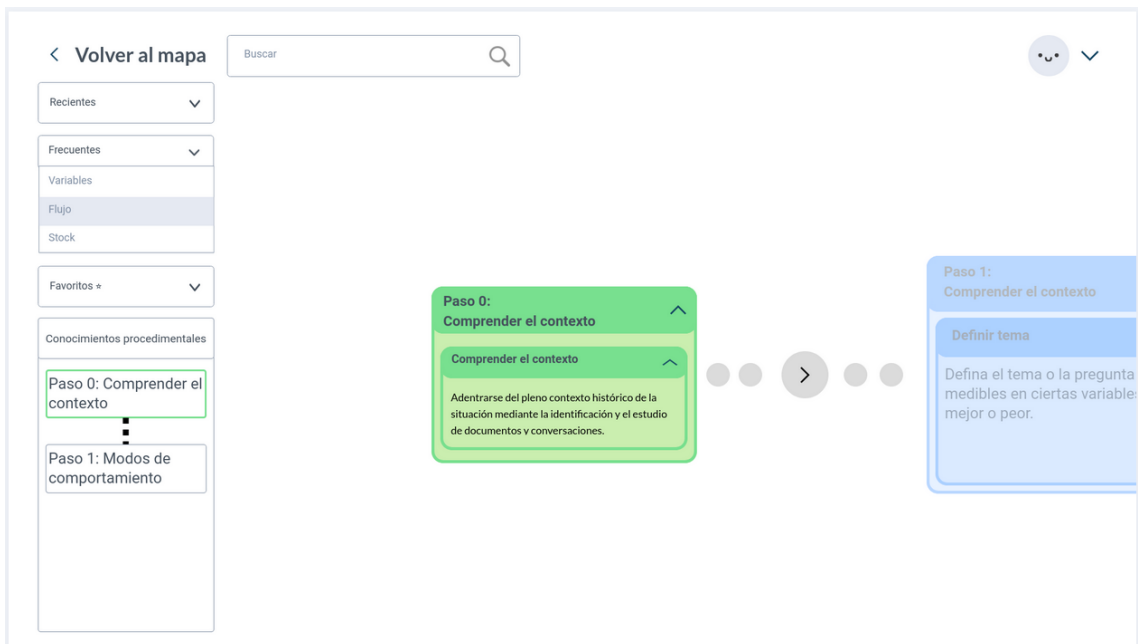 Volver al mapa
Buscar
Recientes
Frecuentes
Variables
Flujo
Stock
Favoritos
Conocimientos procedimentales
Paso 0: Comprender el
contexto
Paso 1: Modos de
comportamiento
Paso 0:
Comprender el contexto
Comprender el contexto
Adentrarse del pleno contexto histórico de la
situación mediante la identificación y el estudio
de documentos y conversaciones.
Paso 1:
Comprender el contexto
Definir tema
Defina el tema o la pregunta
medibles en ciertas variables
mejor o peor.